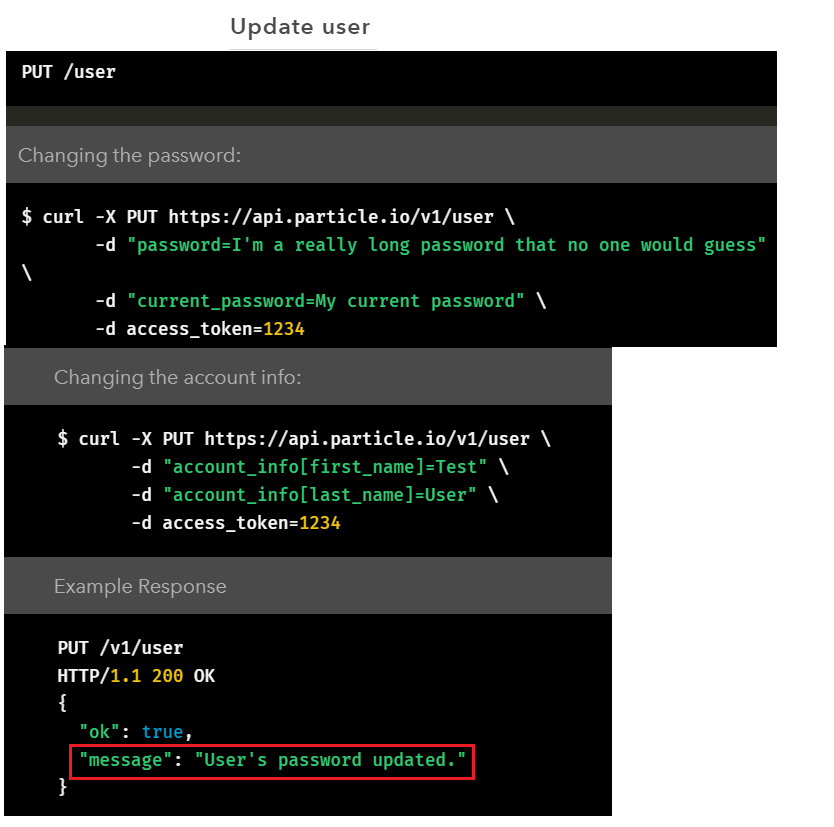 Update user
PUT /user
Changing the password:
$ curl -X PUT https://api.particle.io/v1/user \
-d "password=I'm a really long password that no one would guess"
\
-d "current_password=My current password" \
-d access_token=1234
Changing the account info:
$ curl -X PUT https://api.particle.io/v1/user \
-d "account_info[first_name]=Test" \
-d "account_info[last_name]=User" \
-d access_token=1234
Example Response
PUT /v1/user
HTTP/1.1 200 OK
{
"ok": true,
"message": "User's password updated."
}